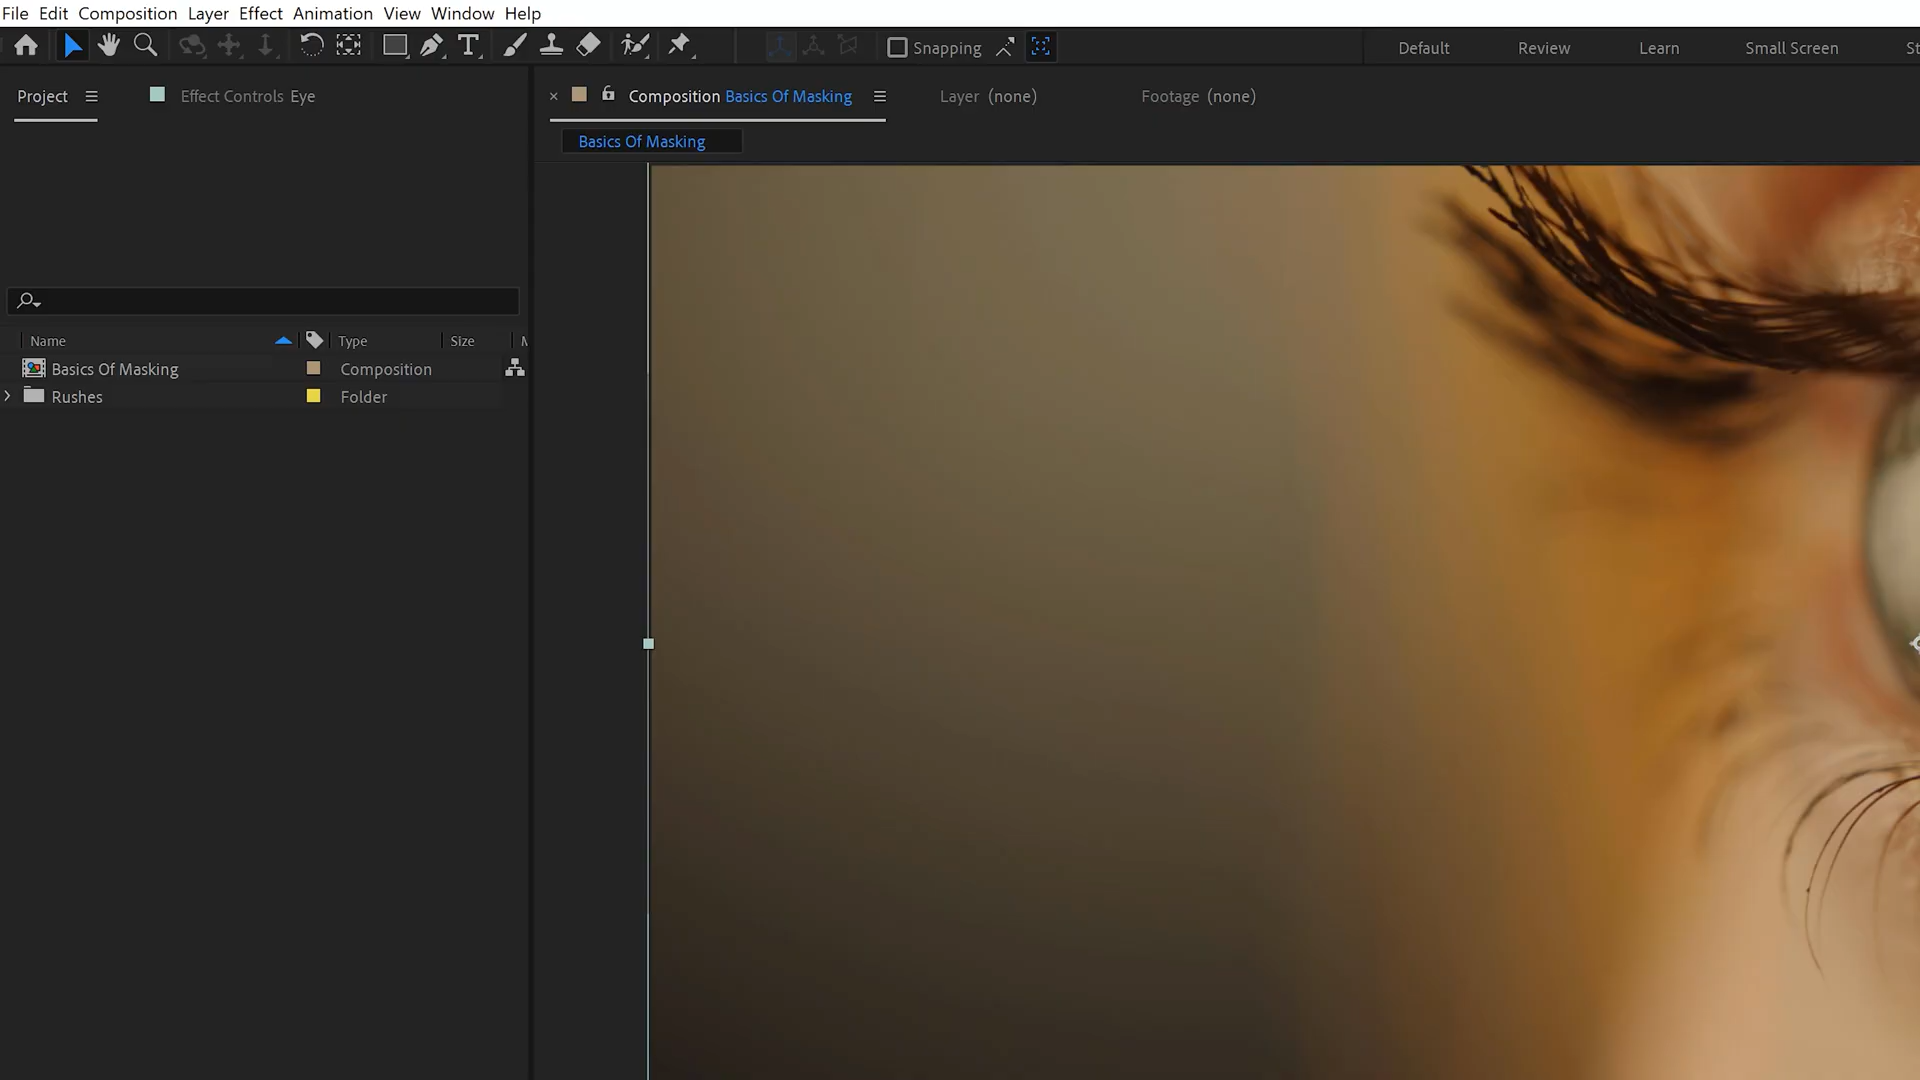 File Edit Composition Layer Effect Animation View Window Help
Snapping Default Review Learn Small Screen
Project Effect Controls Eye × Composition Basics Of Masking Layer (none) Footage (none)
Basics Of Masking
Name Type Size
Basics Of Masking Composition
Rushes Folder